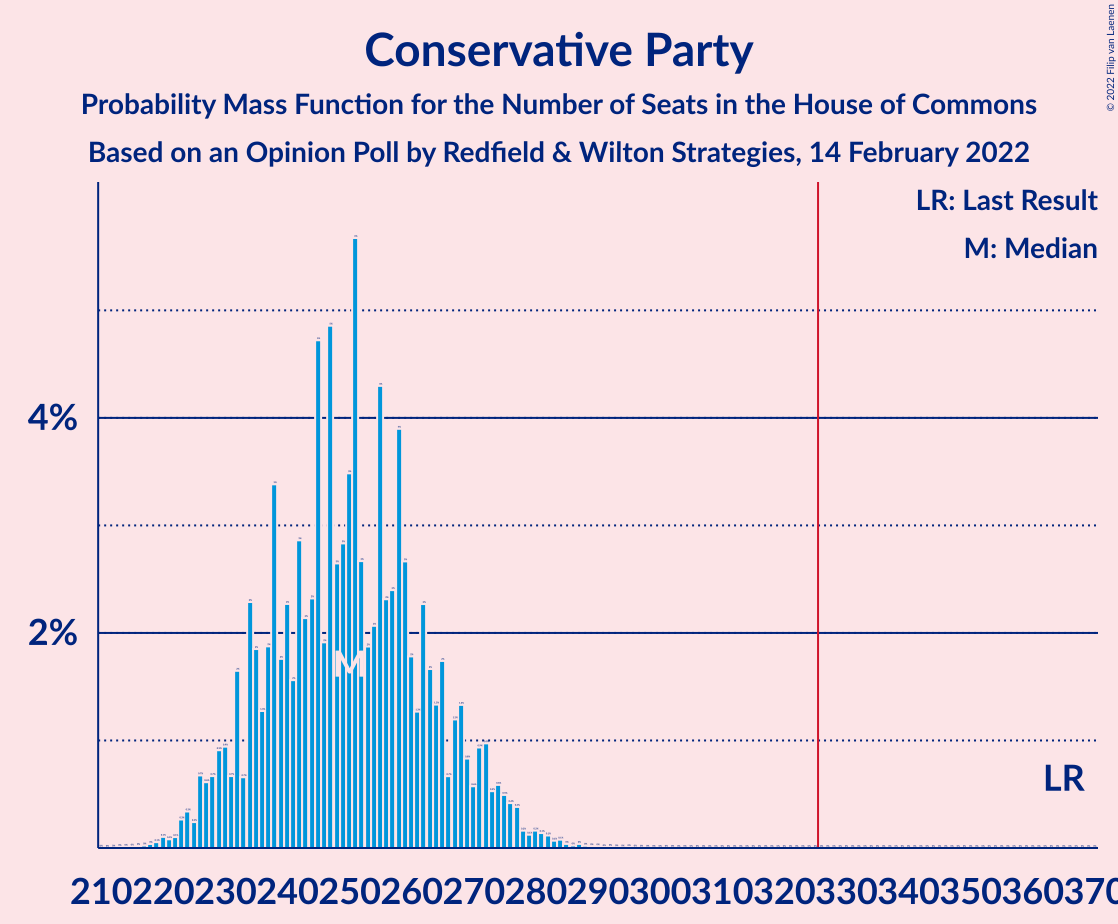 Conservative Party
© 2022 Filip van Laenen
Probability Mass Function for the Number of Seats in the House of Commons
Based on an Opinion Poll by Redfield & Wilton Strategies, 14 February 2022
LR: Last Result
M: Median
4%
2%
M
LR
210220230240250260270280290300310320330340350360370